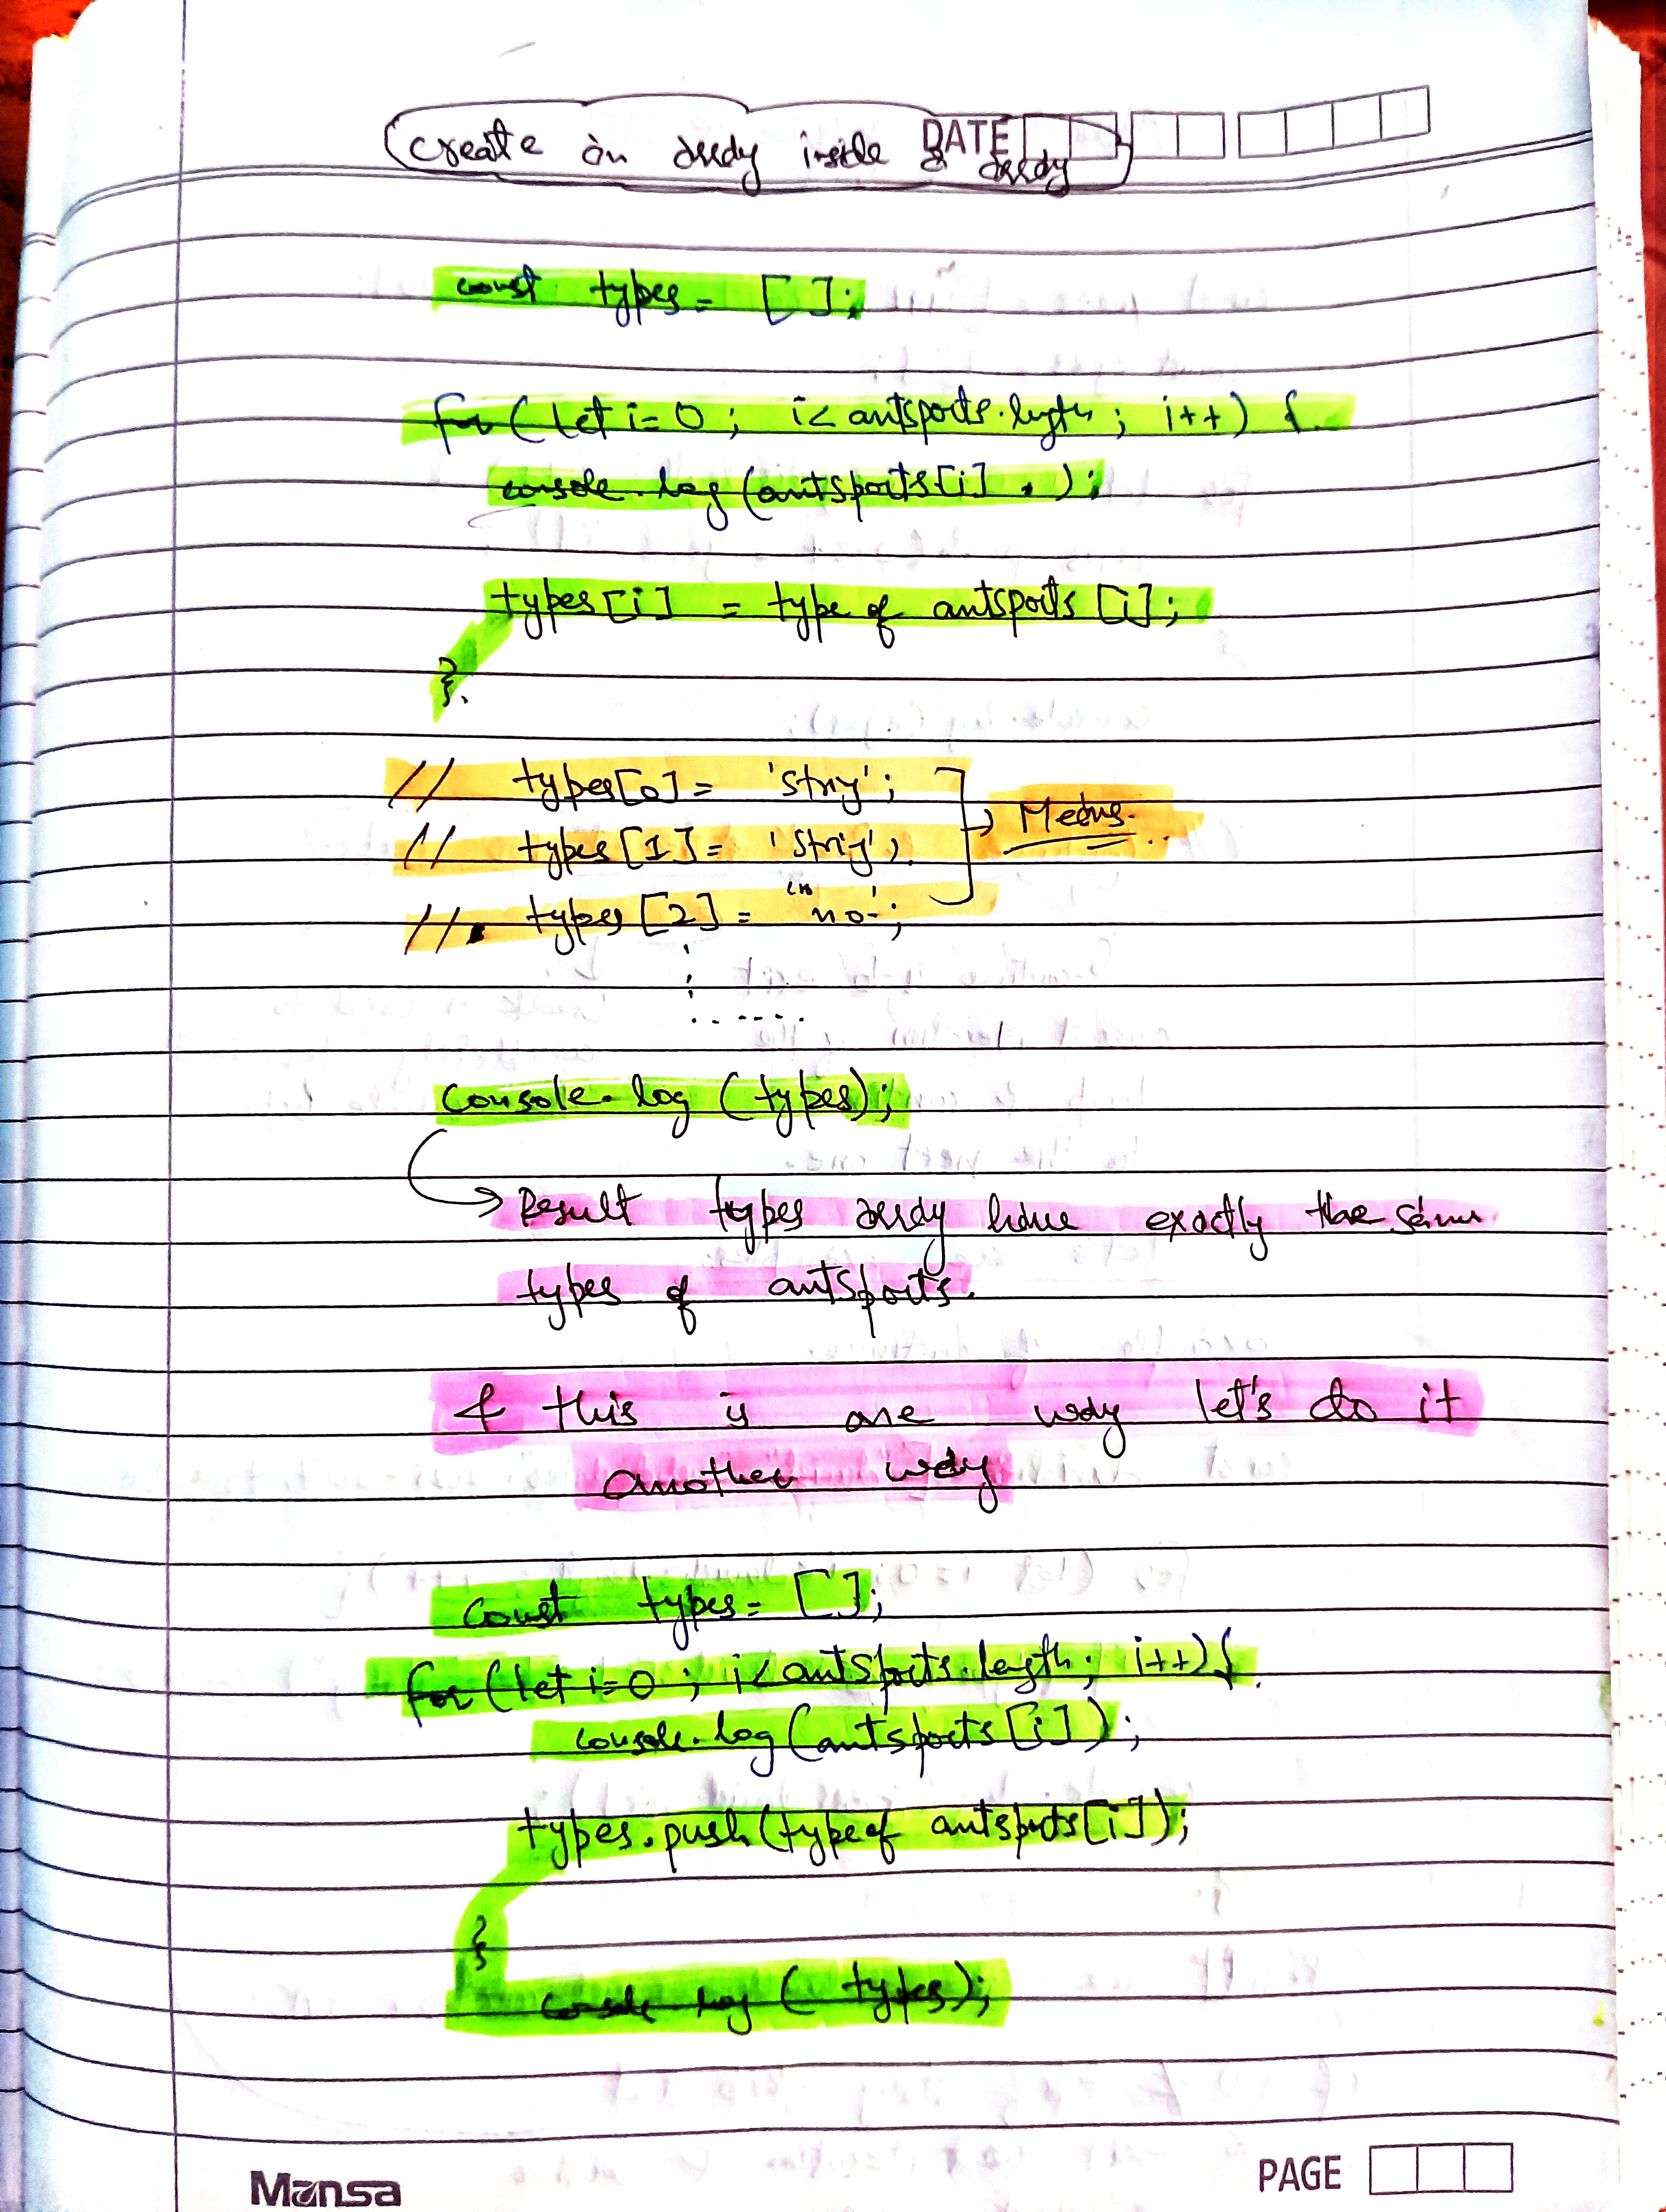 DATE
create an array inside a array
const types = [ ];
for ( let i = 0 ; i < antsports.length ; i++ ) {
console.log (antsports[i] , );
types[i] = type of antsports [i];
}.
// types[0] = 'string';
// types[1] = 'string';
// types[2] = "no";
→ Means.
console.log (types);
→ Result types array have exactly the same
types of antsports.
& this is one way let's do it
another way
const types = [ ];
for (let i=0 ; i< antsports.length; i++) {
console.log (antsports [i]);
types.push (typeof antsports[i]);
}
console.log ( types);
Mansa
PAGE